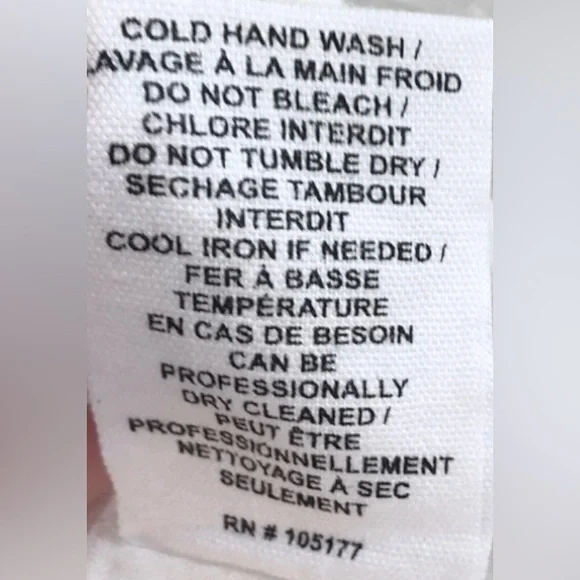 COLD HAND WASH /
LAVAGE À LA MAIN FROID
DO NOT BLEACH /
CHLORE INTERDIT
DO NOT TUMBLE DRY /
SECHAGE TAMBOUR
INTERDIT
COOL IRON IF NEEDED /
FER À BASSE
TEMPÉRATURE
EN CAS DE BESOIN
CAN BE
PROFESSIONALLY
DRY CLEANED /
PEUT ÊTRE
PROFESSIONNELLEMENT
NETTOYAGE À SEC
SEULEMENT
RN # 105177